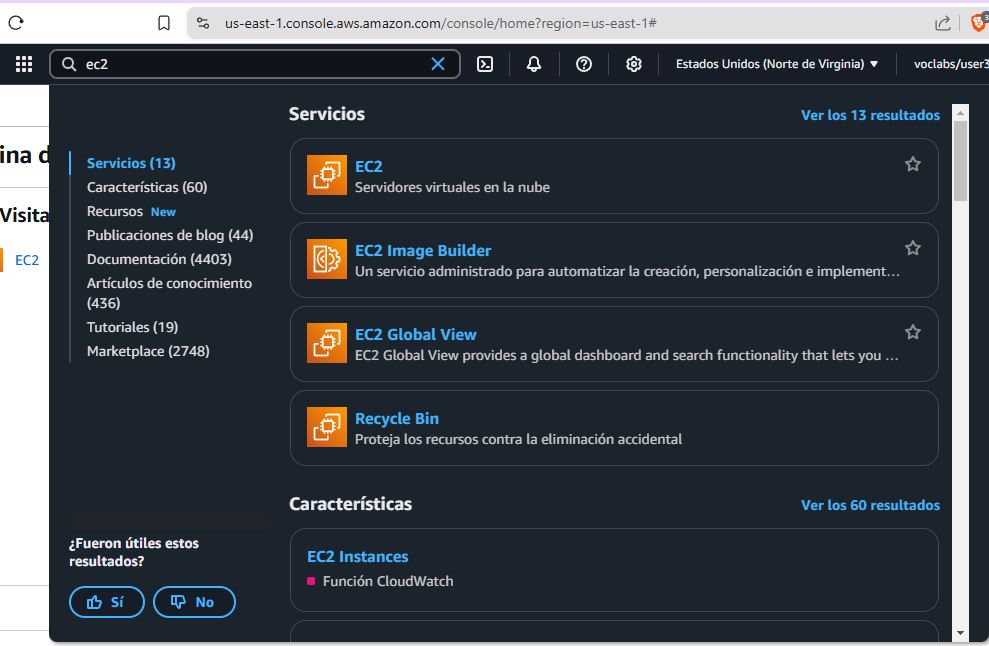 us-east-1.console.aws.amazon.com/console/home?region=us-east-1#
ec2
Estados Unidos (Norte de Virginia)
voclabs/user3
ina d
Visita
EC2
Servicios (13)
Características (60)
Recursos New
Publicaciones de blog (44)
Documentación (4403)
Artículos de conocimiento
(436)
Tutoriales (19)
Marketplace (2748)
¿Fueron útiles estos
resultados?
Sí
No
Servicios
Ver los 13 resultados
EC2
Servidores virtuales en la nube
EC2 Image Builder
Un servicio administrado para automatizar la creación, personalización e implement…
EC2 Global View
EC2 Global View provides a global dashboard and search functionality that lets you …
Recycle Bin
Proteja los recursos contra la eliminación accidental
Características
Ver los 60 resultados
EC2 Instances
Función CloudWatch